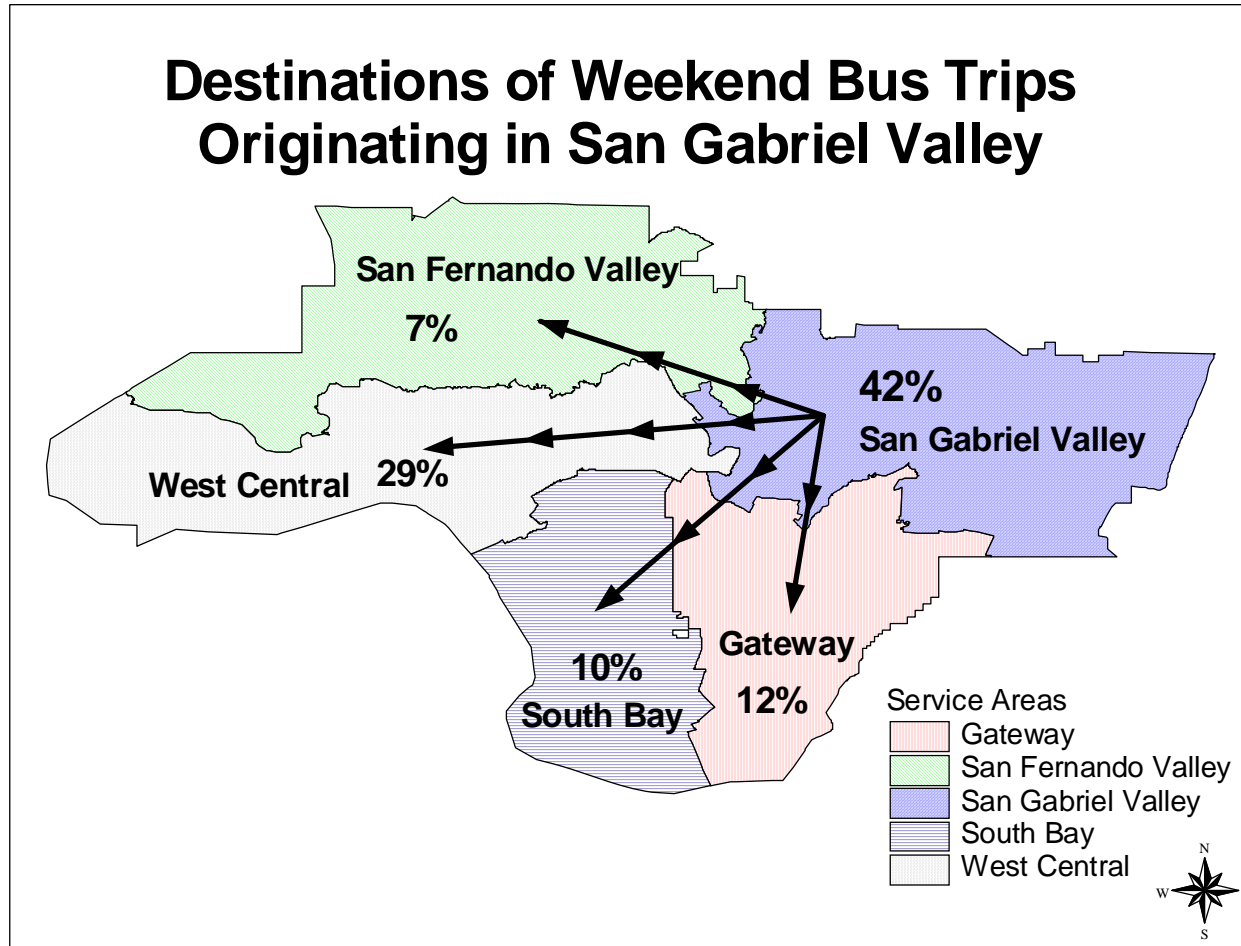 Destinations of Weekend Bus Trips
Originating in San Gabriel Valley
San Fernando Valley
7%
42%
San Gabriel Valley
West Central
29%
Gateway
12%
10%
South Bay
Service Areas
Gateway
San Fernando Valley
San Gabriel Valley
South Bay
West Central
N
W
E
S